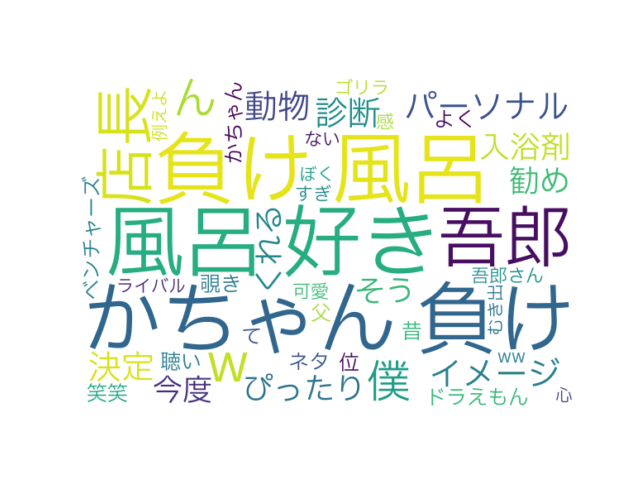 ゴリラ
店長
例えよ
ん
かちゃん
動物
診断
感
パーソナル
よく
ない
負け
風呂
入浴剤
勧め
ぼく
すぎ
ベンチャーズ
風呂
好き
くれる
吾郎
ライバル
覗き
可愛
そう
吾郎さん
むき出
かちゃん
負け
父
昔
て
決定
聴い
w
ネタ
位
ww
笑笑
今度
ぴったり
僕
イメージ
ドラえもん
心